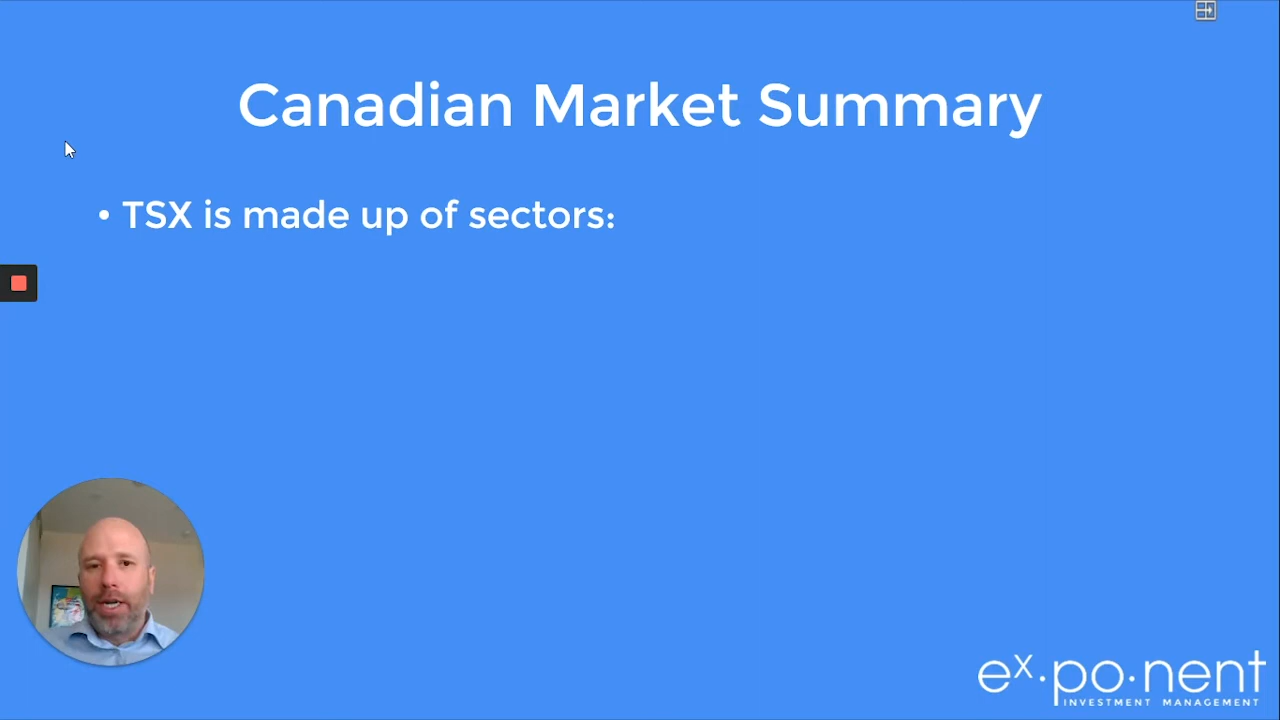 Canadian Market Summary
• TSX is made up of sectors:
ex·po·nent
INVESTMENT MANAGEMENT